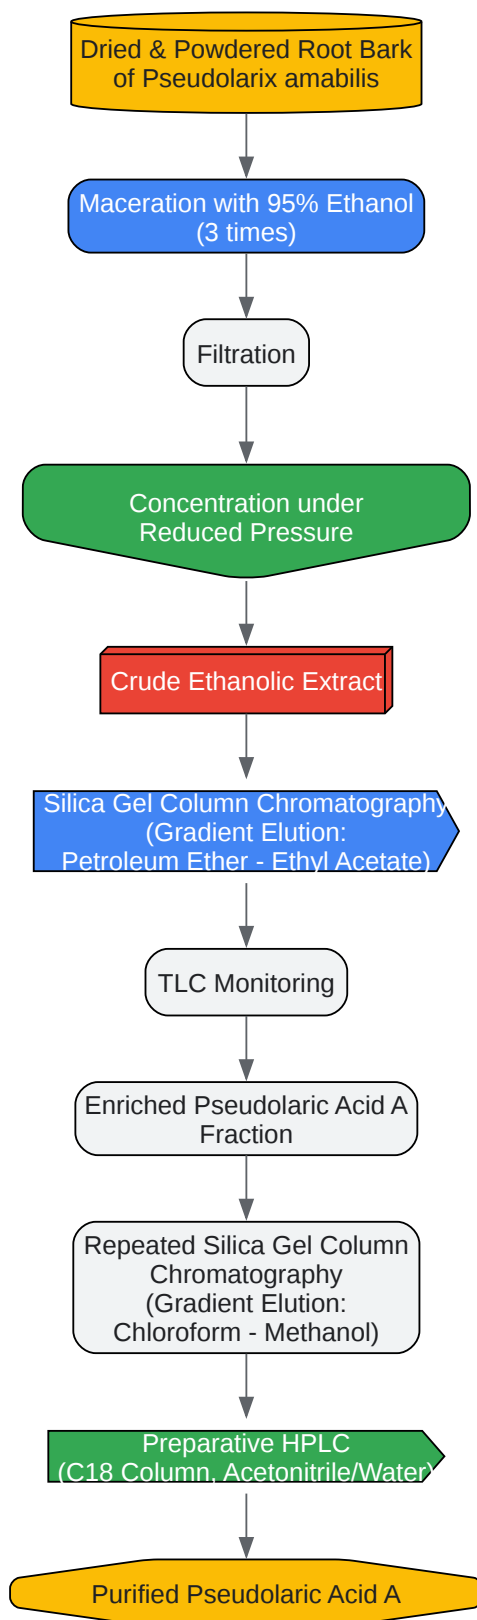 Dried & Powdered Root Bark
of Pseudolarix amabilis
Maceration with 95% Ethanol
(3 times)
Filtration
Concentration under
Reduced Pressure
Crude Ethanolic Extract
Silica Gel Column Chromatography
(Gradient Elution:
Petroleum Ether - Ethyl Acetate)
TLC Monitoring
Enriched Pseudolaric Acid A
Fraction
Repeated Silica Gel Column
Chromatography
(Gradient Elution:
Chloroform - Methanol)
Preparative HPLC
(C18 Column, Acetonitrile/Water)
Purified Pseudolaric Acid A